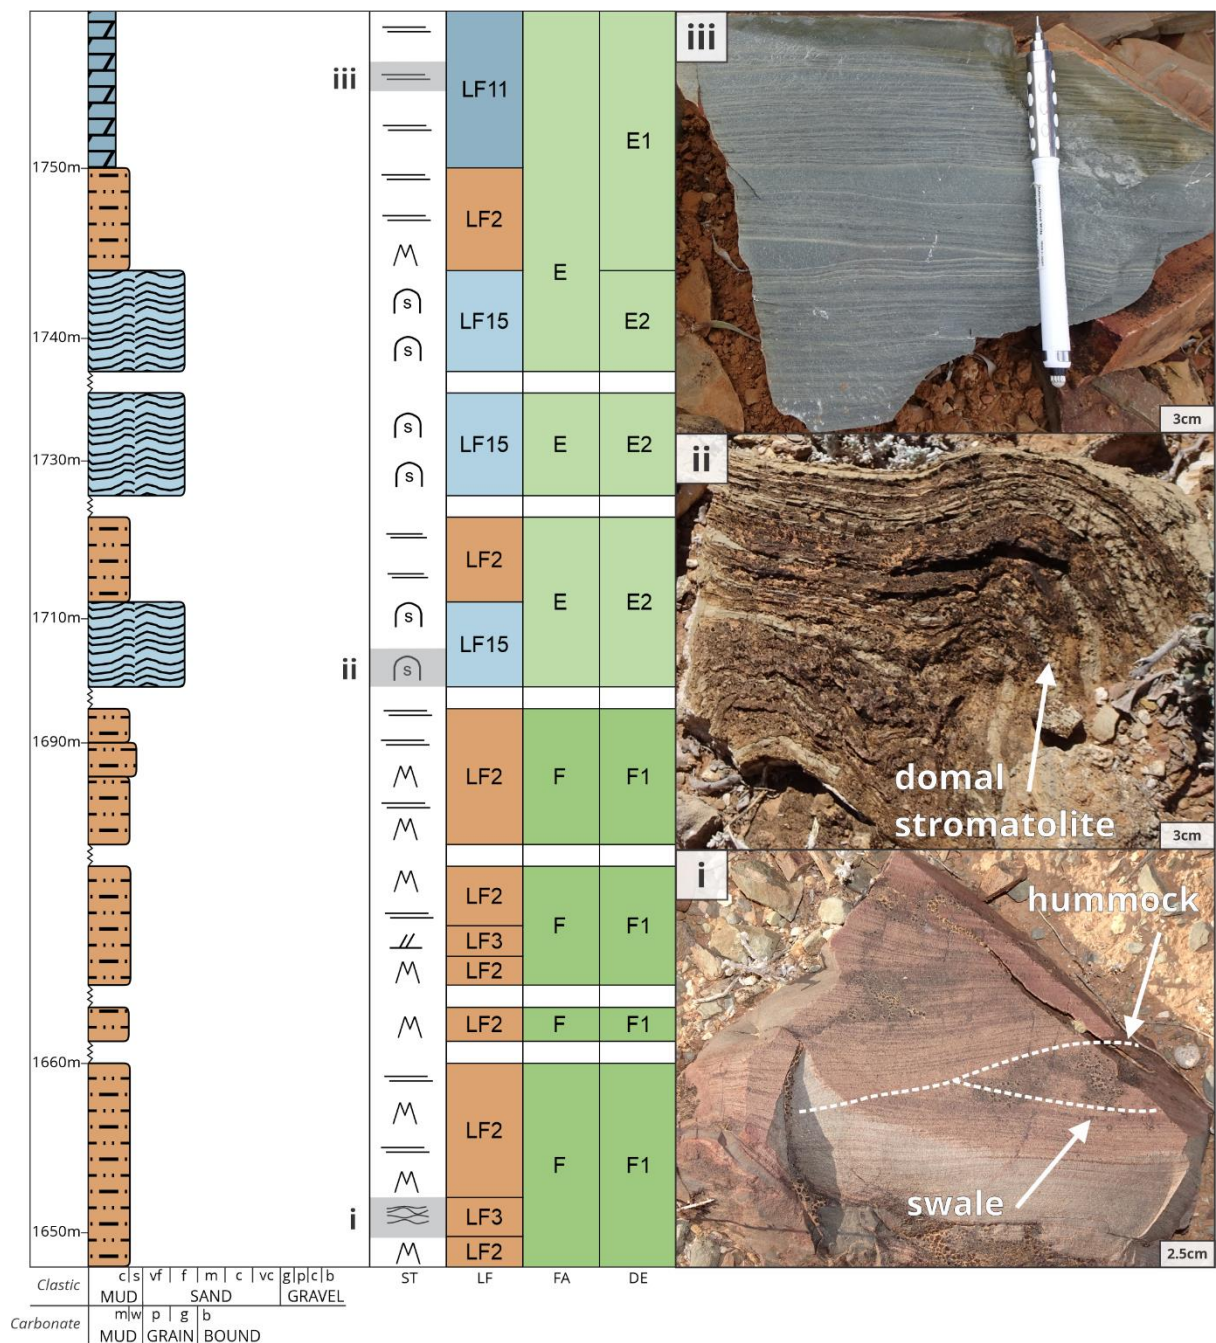 iii
LF11
E1
1750m
LF2
E
s
LF15
E2
1740m
s
s
LF15
E
E2
1730m
s
LF2
E
E2
1710m
s
LF15
ii
s
1690m
LF2
F
F1
LF2
F
F1
LF3
LF2
LF2
F
F1
1660m
LF2
F
F1
i
LF3
1650m
LF2
ST
LF
FA
DE
Clastic
c s vf f m c vc g p c b
MUD SAND GRAVEL
Carbonate
m w p g b
MUD GRAIN BOUND
iii
3cm
ii
domal
stromatolite
3cm
i
hummock
swale
2.5cm